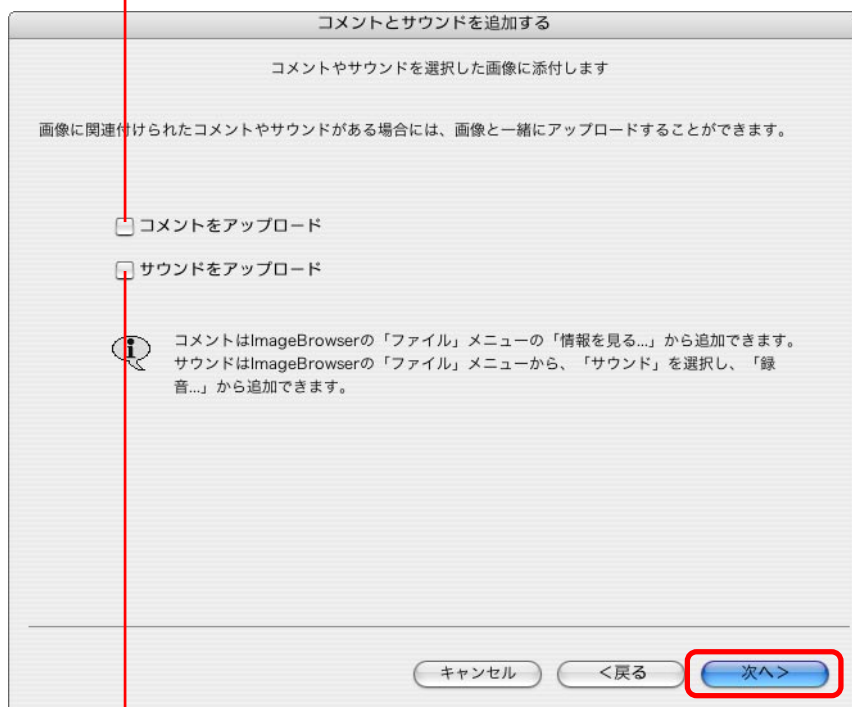 コメントとサウンドを追加する
コメントやサウンドを選択した画像に添付します
画像に関連付けられたコメントやサウンドがある場合には、画像と一緒にアップロードすることができます。
コメントをアップロード
サウンドをアップロード
コメントはImageBrowserの「ファイル」メニューの「情報を見る...」から追加できます。
サウンドはImageBrowserの「ファイル」メニューから、「サウンド」を選択し、「録
音...」から追加できます。
キャンセル
<戻る
次へ>